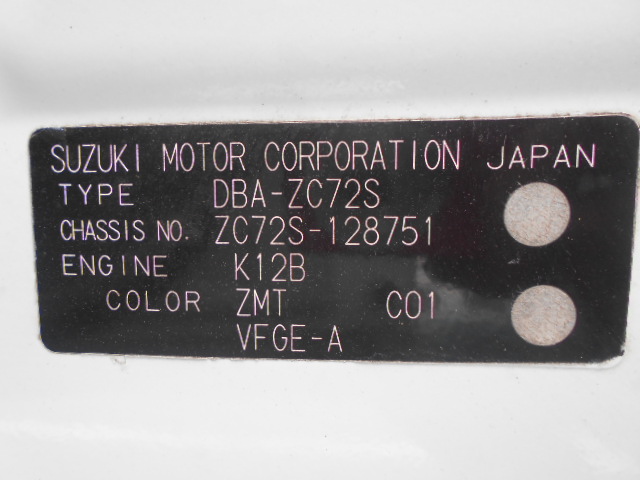 SUZUKI MOTOR CORPORATION JAPAN
TYPE DBA-ZC72S
CHASSIS NO. ZC72S-128751
ENGINE K12B
COLOR ZMT C01
VFGE-A